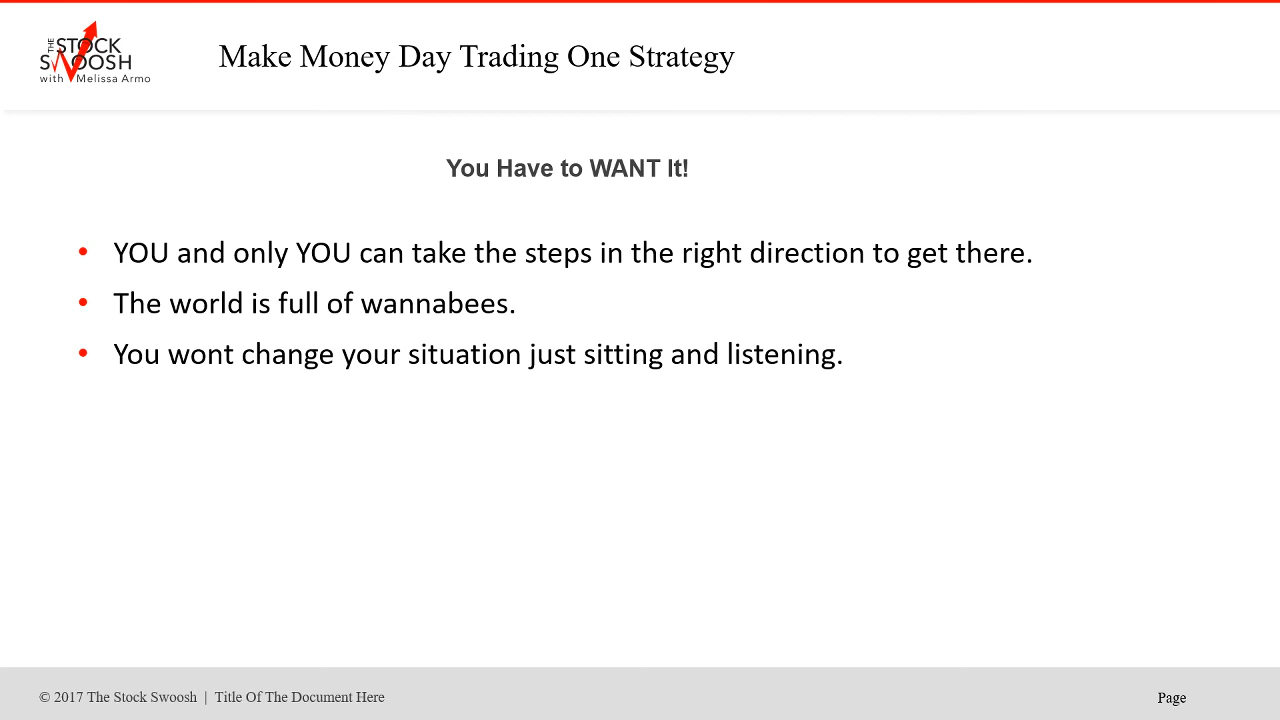 THE STOCK
SWOOSH
with Melissa Armo
Make Money Day Trading One Strategy
You Have to WANT It!
• YOU and only YOU can take the steps in the right direction to get there.
• The world is full of wannabees.
• You wont change your situation just sitting and listening.
© 2017 The Stock Swoosh | Title Of The Document Here
Page